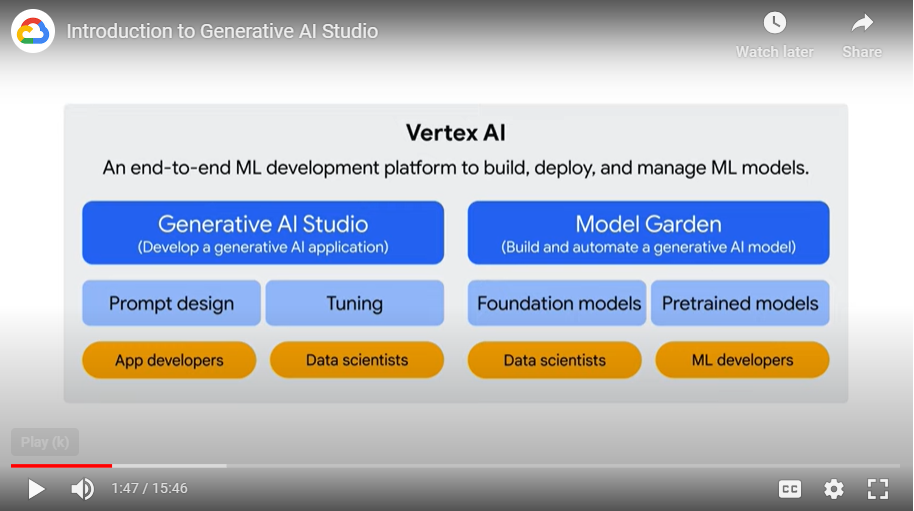 Introduction to Generative AI Studio
Watch later
Share
Vertex AI
An end-to-end ML development platform to build, deploy, and manage ML models.
Generative AI Studio
(Develop a generative AI application)
Model Garden
(Build and automate a generative AI model)
Prompt design
Tuning
Foundation models
Pretrained models
App developers
Data scientists
Data scientists
ML developers
Play (k)
1:47 / 15:46
CC